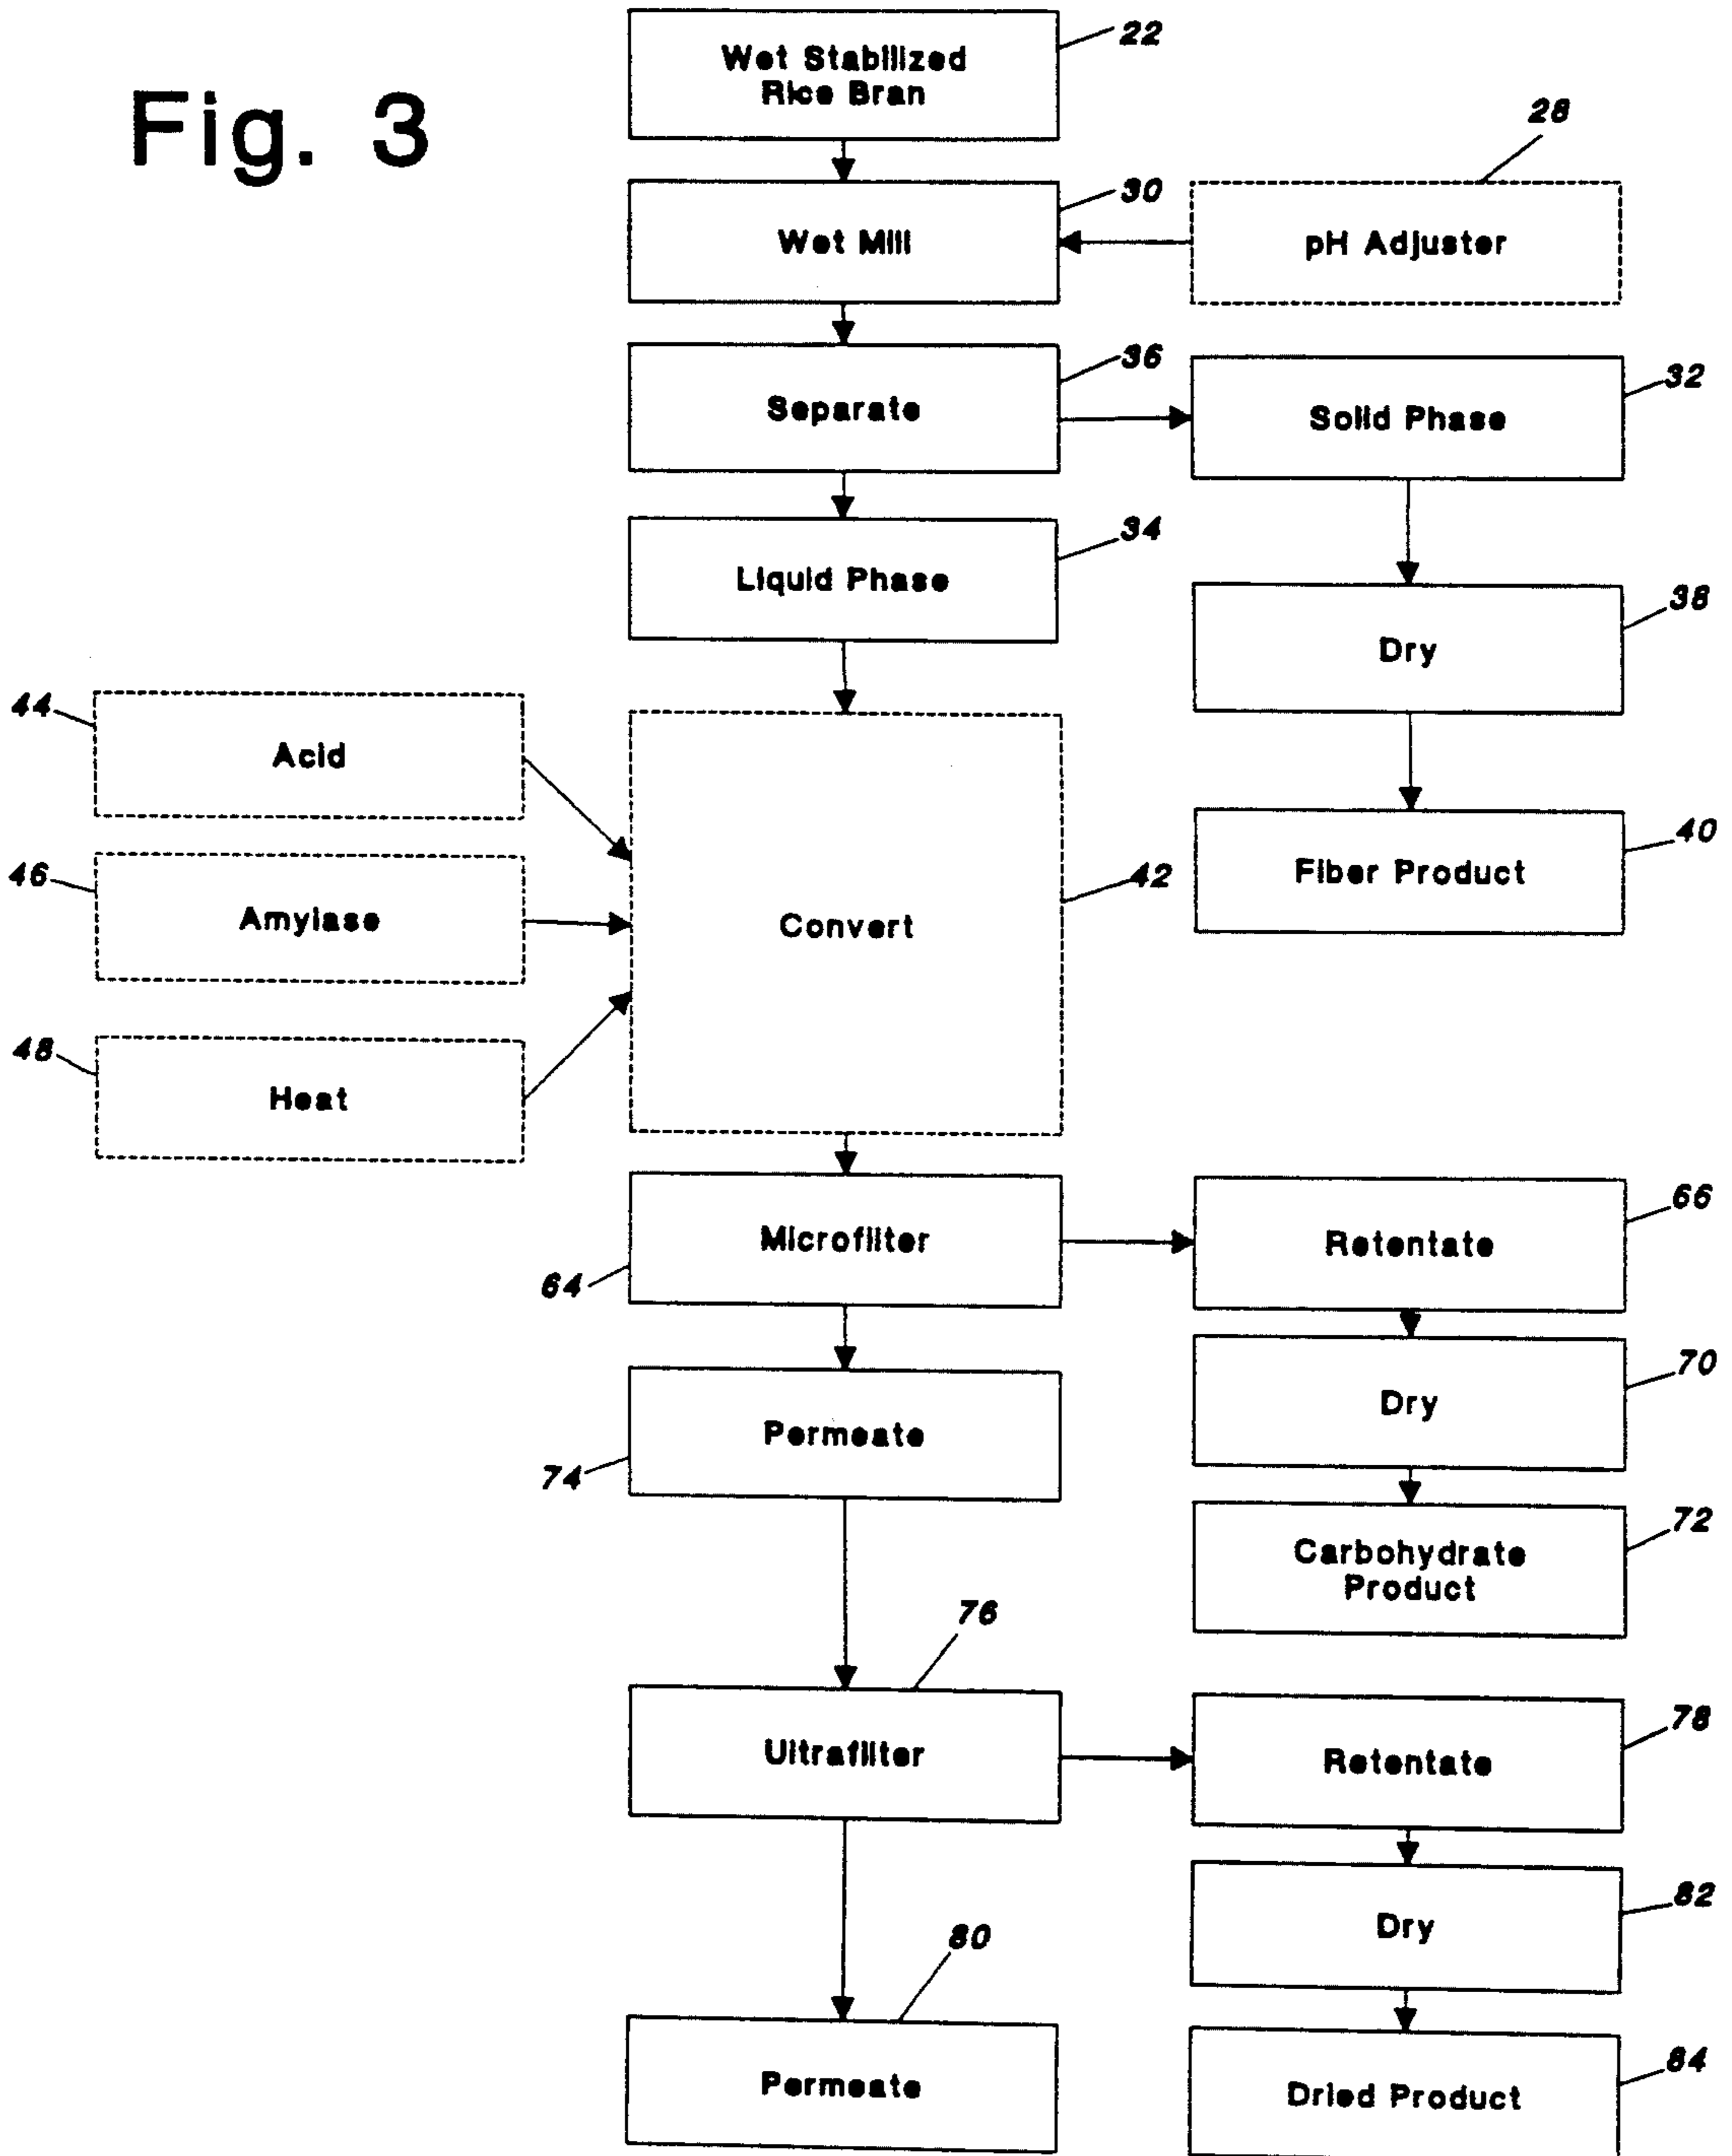 Fig. 3
Wet Stabilized
Rice Bran
22
Wet Mill
30
pH Adjuster
28
Separate
36
Solid Phase
32
Liquid Phase
34
Dry
38
Fiber Product
40
44
Acid
46
Amylase
48
Heat
Convert
42
Microfilter
64
Retentate
66
Dry
70
Permeate
74
Carbohydrate
Product
72
Ultrafilter
76
Retentate
78
Dry
82
Permeate
80
Dried Product
84